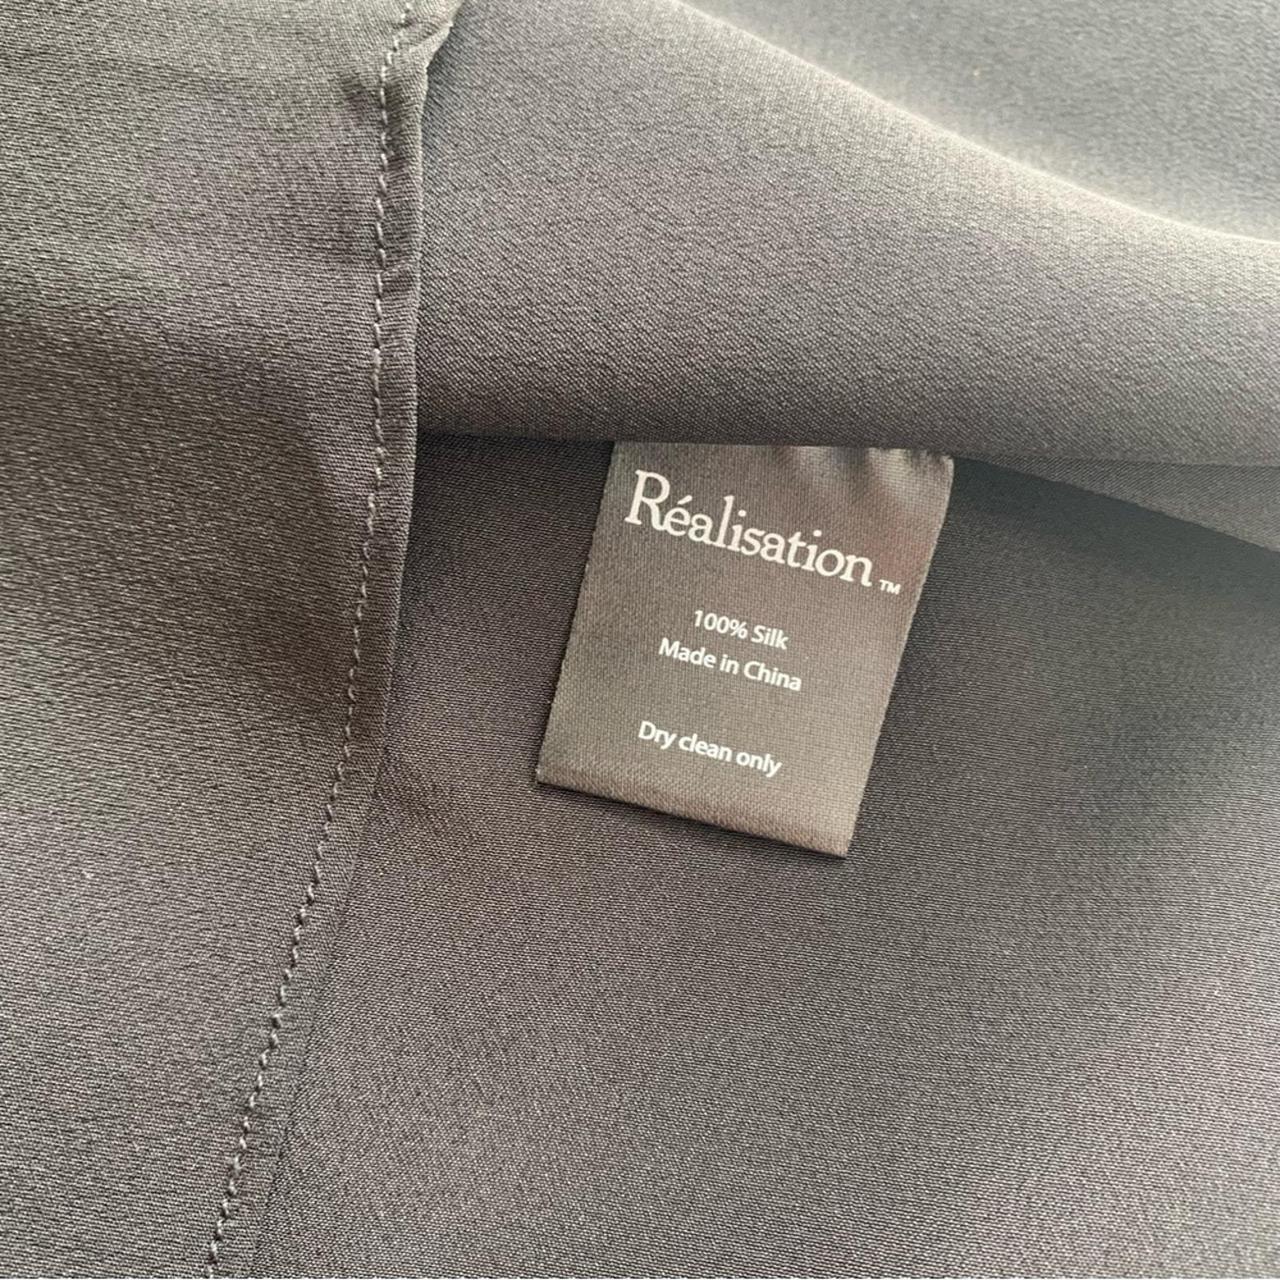 Réalisation™
100% Silk
Made in China
Dry clean only